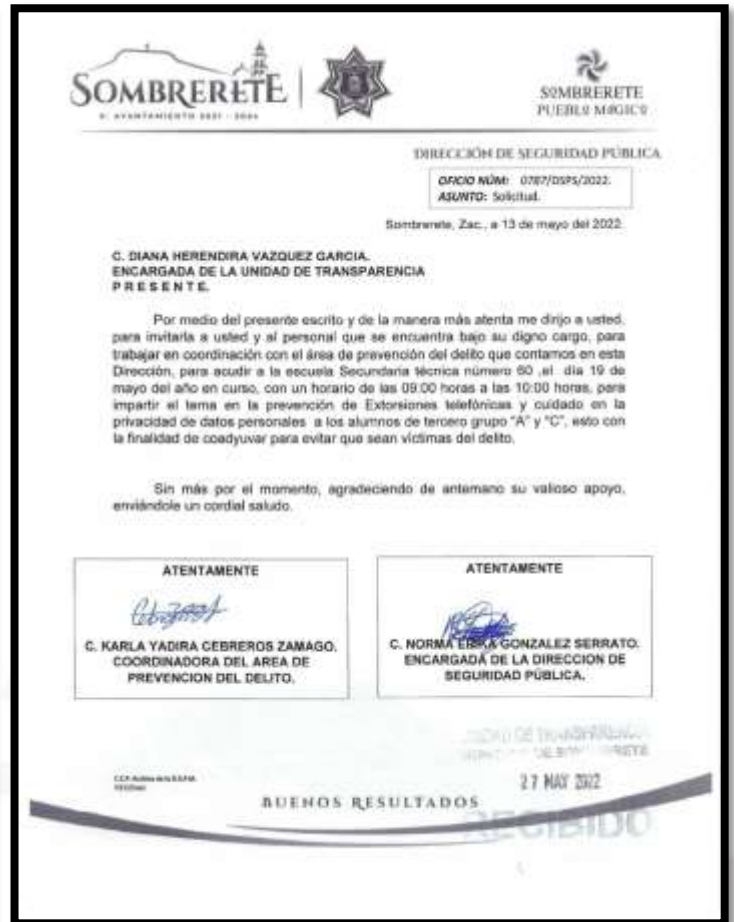 SOMBRERETE
H. AYUNTAMIENTO 2021 - 2024
SOMBRERETE
PUEBLO MÁGICO
DIRECCIÓN DE SEGURIDAD PÚBLICA
OFICIO NÚM: 0787/DSPS/2022.
ASUNTO: Solicitud.
Sombrerete, Zac., a 13 de mayo del 2022
C. DIANA HERENDIRA VAZQUEZ GARCIA.
ENCARGADA DE LA UNIDAD DE TRANSPARENCIA
P R E S E N T E.
Por medio del presente escrito y de la manera más atenta me dirijo a usted,
para invitarla a usted y al personal que se encuentra bajo su digno cargo, para
trabajar en coordinación con el área de prevención del delito que contamos en esta
Dirección, para acudir a la escuela Secundaria técnica número 60 ,el día 19 de
mayo del año en curso, con un horario de las 09:00 horas a las 10:00 horas, para
impartir el tema en la prevención de Extorsiones telefónicas y cuidado en la
privacidad de datos personales a los alumnos de tercero grupo "A" y "C", esto con
la finalidad de coadyuvar para evitar que sean víctimas del delito.
Sin más por el momento, agradeciendo de antemano su valioso apoyo,
enviándole un cordial saludo.
ATENTAMENTE
C. KARLA YADIRA CEBREROS ZAMAGO.
COORDINADORA DEL AREA DE
PREVENCION DEL DELITO.
ATENTAMENTE
C. NORMA ERIKA GONZALEZ SERRATO.
ENCARGADA DE LA DIRECCION DE
SEGURIDAD PÚBLICA.
27 MAY 2022
BUENOS RESULTADOS
RECIBIDO